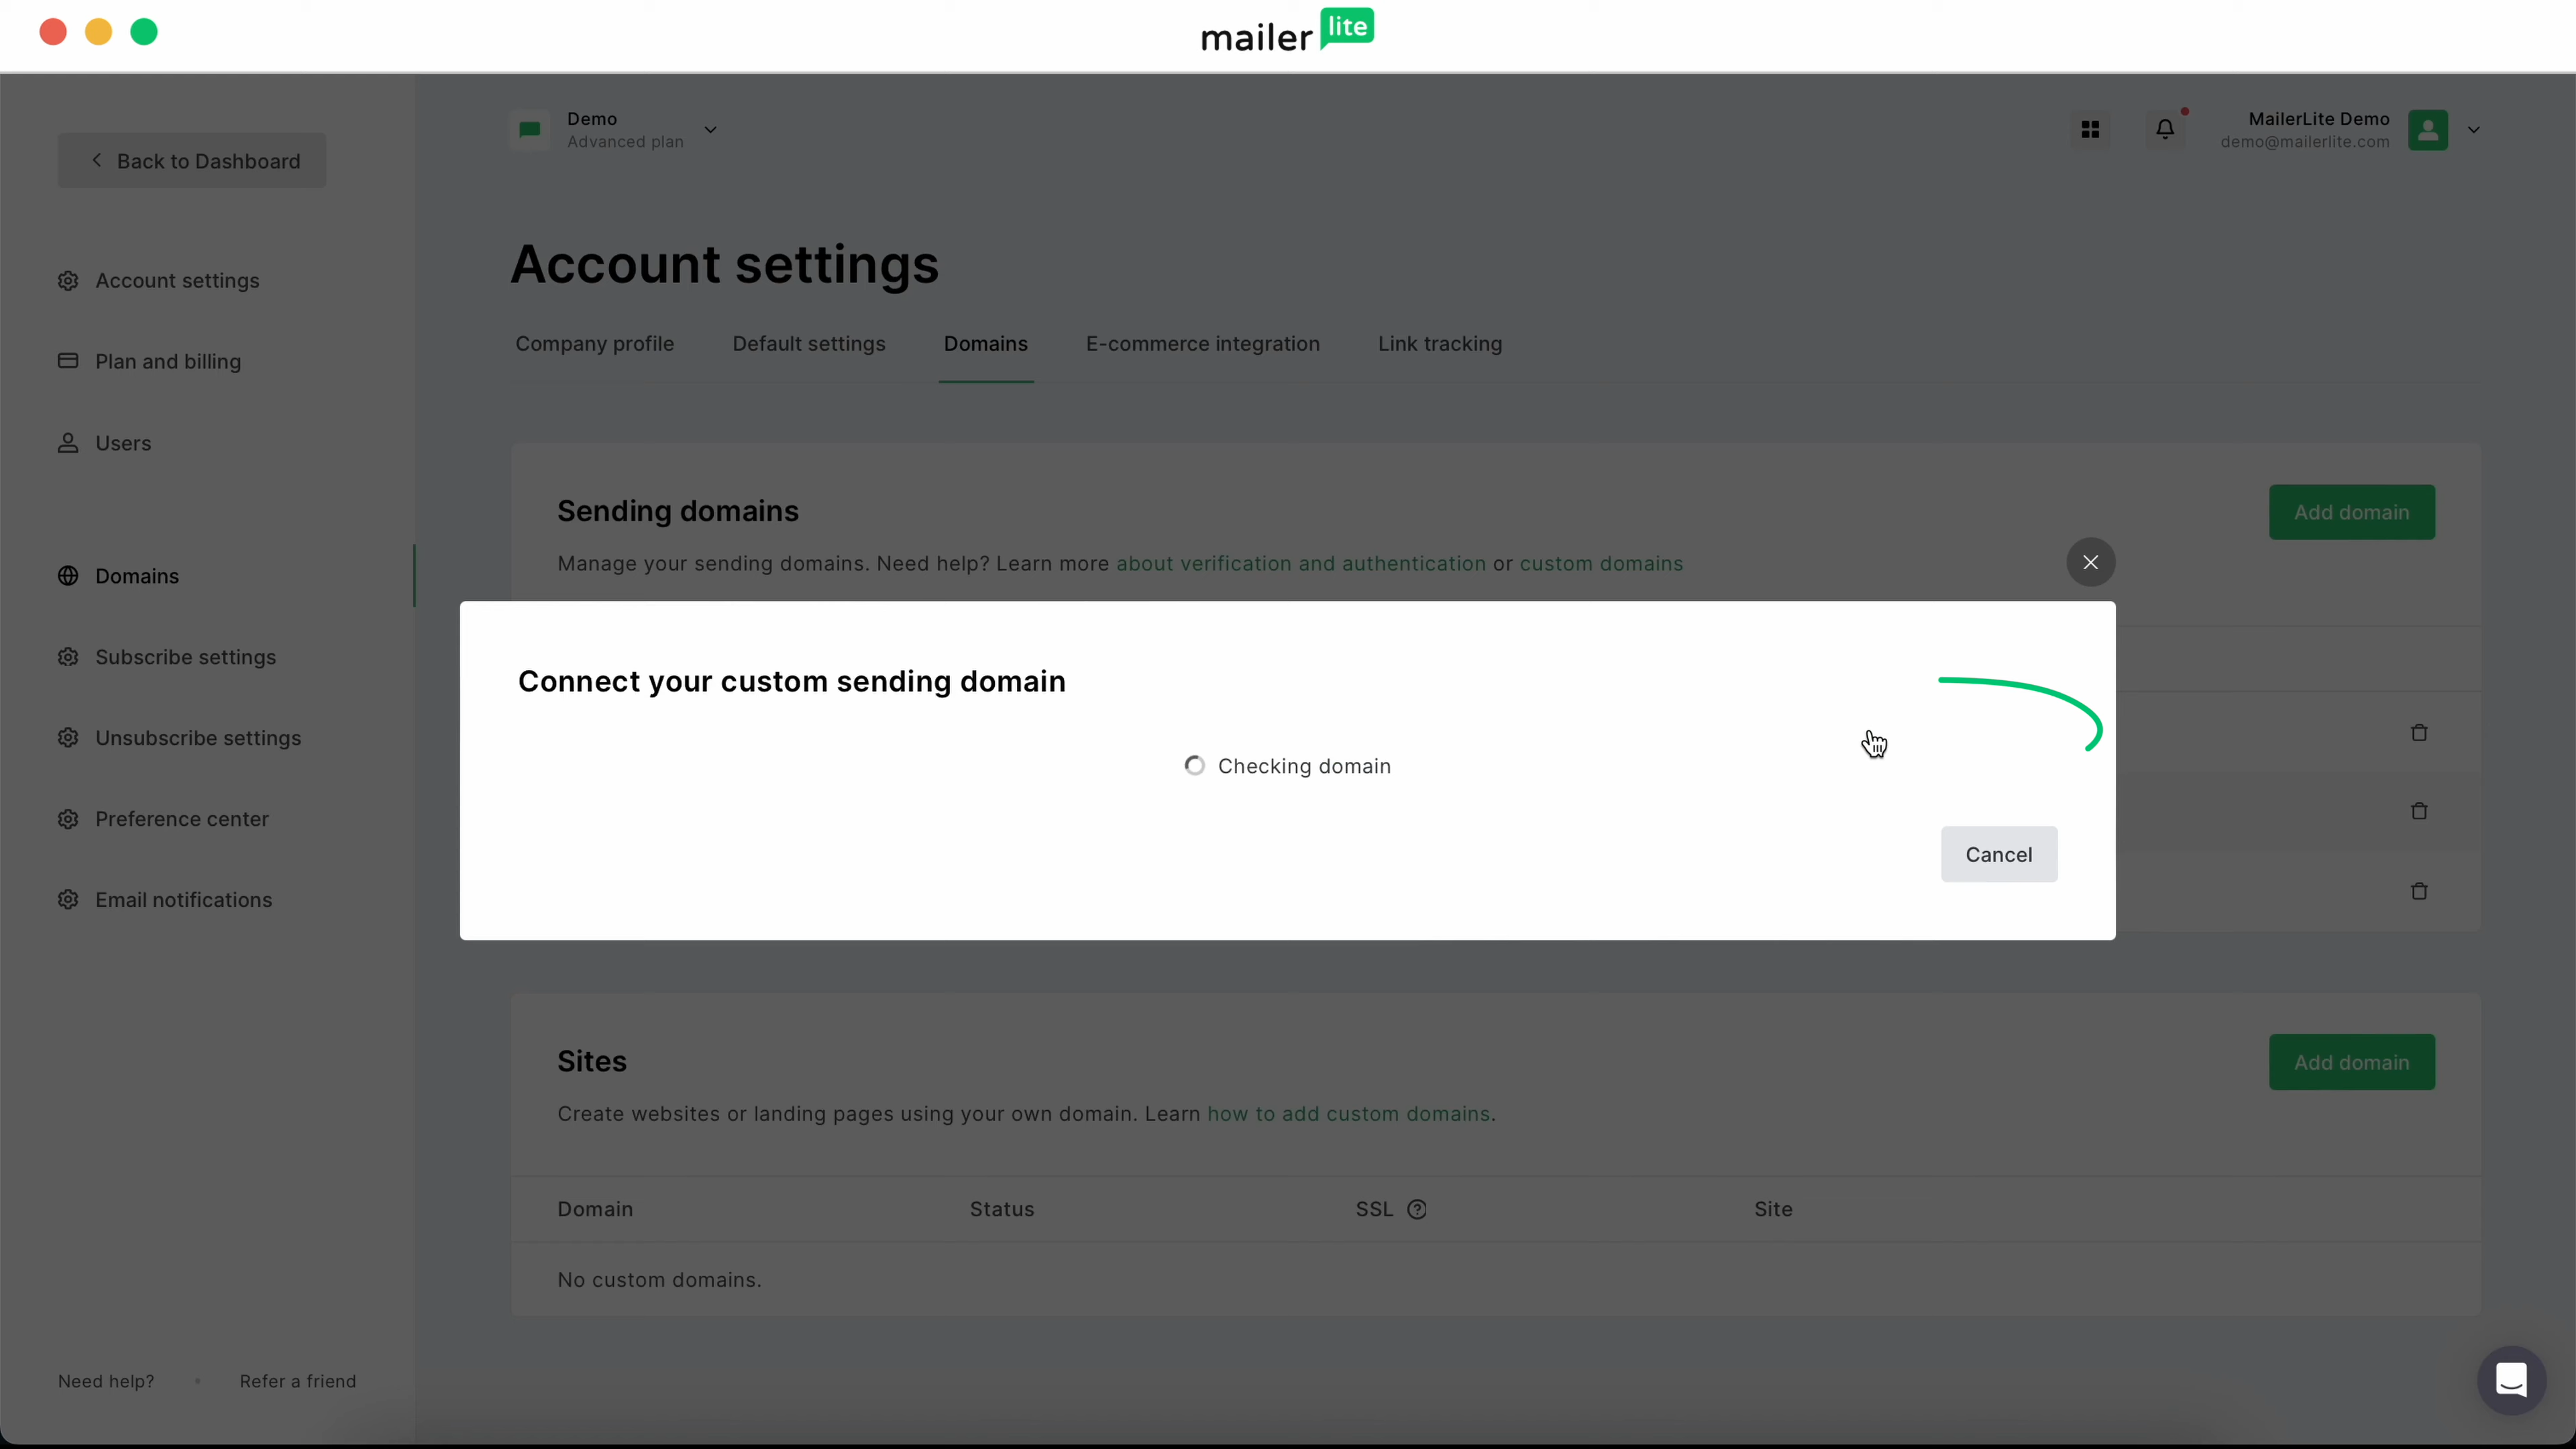 mailer lite
Back to Dashboard
Account settings
Plan and billing
Users
Domains
Subscribe settings
Unsubscribe settings
Preference center
Email notifications
Need help? • Refer a friend
Demo
Advanced plan
MailerLite Demo
demo@mailerlite.com
Account settings
Company profile Default settings Domains E-commerce integration Link tracking
Sending domains
Add domain
Manage your sending domains. Need help? Learn more about verification and authentication or custom domains
Connect your custom sending domain
Checking domain
Cancel
Sites
Add domain
Create websites or landing pages using your own domain. Learn how to add custom domains.
Domain Status SSL Site
No custom domains.